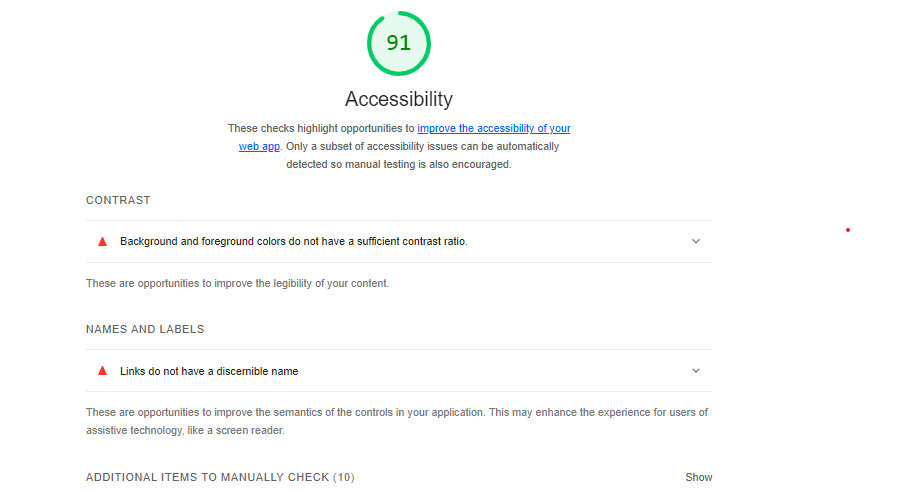 91
Accessibility
These checks highlight opportunities to improve the accessibility of your
web app. Only a subset of accessibility issues can be automatically
detected so manual testing is also encouraged.
CONTRAST
Background and foreground colors do not have a sufficient contrast ratio.
These are opportunities to improve the legibility of your content.
NAMES AND LABELS
Links do not have a discernible name
These are opportunities to improve the semantics of the controls in your application. This may enhance the experience for users of
assistive technology, like a screen reader.
ADDITIONAL ITEMS TO MANUALLY CHECK (10) Show